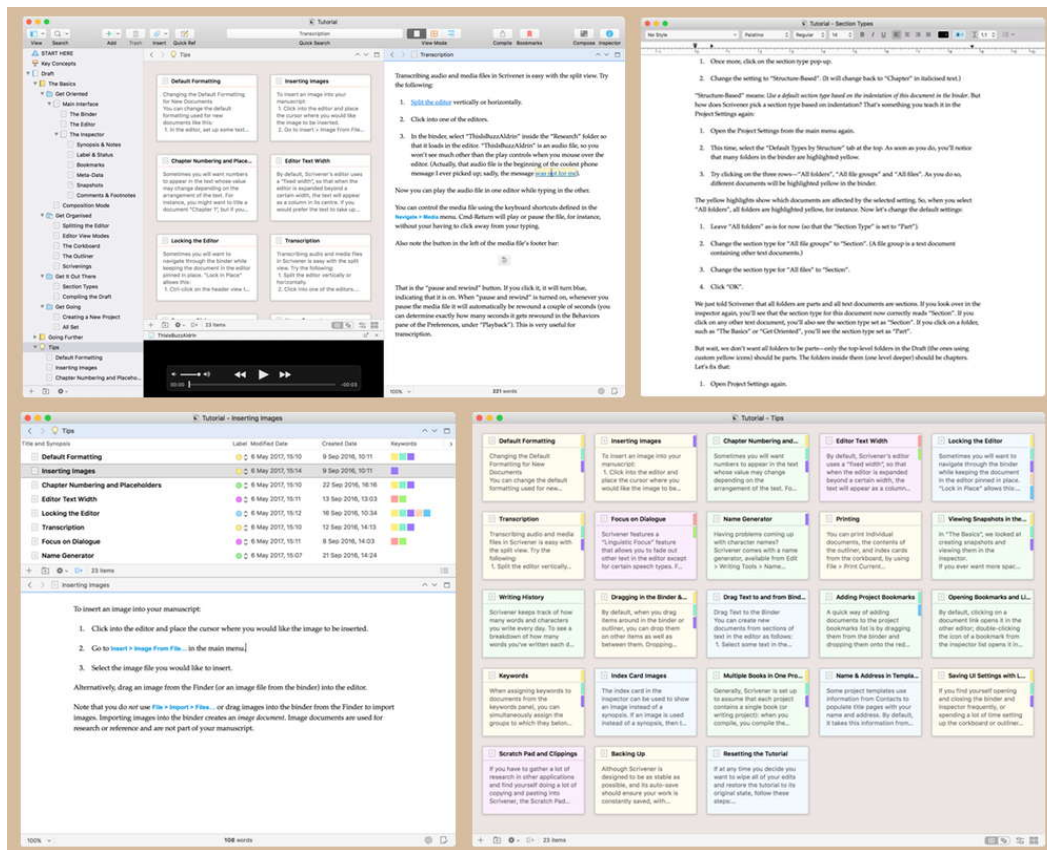 Tutorial
View
Search
Add
Trash
Insert
Quick Ref
Transcription
Quick Search
View Mode
Compile
Bookmarks
Compose
Inspector
START HERE
Key Concepts
Draft
The Basics
Get Oriented
Main Interface
The Binder
The Editor
The Inspector
Synopsis & Notes
Label & Status
Bookmarks
Meta-Data
Snapshots
Comments & Footnotes
Composition Mode
Get Organised
Splitting the Editor
Editor View Modes
The Corkboard
The Outliner
Scrivenings
Get It Out There
Section Types
Compiling the Draft
Get Going
Creating a New Project
All Set
Going Further
Tips
Default Formatting
Inserting Images
Chapter Numbering and Placeho...
Tips
Default Formatting
Changing the Default
Formatting for New
Documents
You can change the default
formatting used for new
documents like this:
1. In the editor, set up some text...
Inserting Images
To insert an image into your
manuscript:
1. Click into the editor and place
the cursor where you would like
the image to be inserted.
2. Go to Insert > Image From File...
Chapter Numbering and Place...
Sometimes you will want
numbers to appear in the text
whose value may change
depending on the
arrangement of the text. For
instance, you might want to title a
document "Chapter 1", but if you...
Editor Text Width
By default, Scrivener's editor
uses a "fixed width", so that
when the editor is expanded
beyond a certain width, the text
will appear as a
column in its centre. If you
would prefer the text to take up...
Locking the Editor
Sometimes you will want to
navigate through the binder while
keeping the document in the editor
pinned in place. "Lock in Place"
allows this:
1. Ctrl-click on the header view t...
Transcription
Transcribing audio and media files
in Scrivener is easy with the split
view. Try the following:
1. Split the editor vertically or
horizontally.
2. Click into one of the editors...
23 items
ThisIsBuzzAldrin
00:00
-00:03
Transcription
Transcribing audio and media files in Scrivener is easy with the split view. Try
the following:
1. Split the editor vertically or horizontally.
2. Click into one of the editors.
3. In the binder, select "ThisIsBuzzAldrin" inside the "Research" folder so
that it loads in the editor. "ThisIsBuzzAldrin" is an audio file, so you
won't see much other than the play controls when you mouse over the
editor. (Actually, that audio file is the beginning of the coolest phone
message I ever picked up; sadly, the message was not for me).
Now you can play the audio file in one editor while typing in the other.
You can control the media file using the keyboard shortcuts defined in the
Navigate > Media menu. Cmd-Return will play or pause the file, for instance,
without your having to click away from your typing.
Also note the button in the left of the media file's footer bar:
That is the "pause and rewind" button. If you click it, it will turn blue,
indicating that it is on. When "pause and rewind" is turned on, whenever you
pause the media file it will automatically be rewound a couple of seconds (you
can determine exactly how many seconds it gets rewound in the Behaviors
pane of the Preferences, under "Playback"). This is very useful for
transcription.
100%
221 words
Tutorial - Section Types
No Style
Palatino
Regular
14
B
I
U
1.1
1. Once more, click on the section type pop-up.
2. Change the setting to "Structure-Based". (It will change back to "Chapter" in italicised text.)
"Structure-Based" means: Use a default section type based on the indentation of this document in the binder. But
how does Scrivener pick a section type based on indentation? That's something you teach it in the
Project Settings again:
1. Open the Project Settings from the main menu again.
2. This time, select the "Default Types by Structure" tab at the top. As soon as you do, you'll notice
that many folders in the binder are highlighted yellow.
3. Try clicking on the three rows—"All folders", "All file groups" and "All files". As you do so,
different documents will be highlighted yellow in the binder.
The yellow highlights show which documents are affected by the selected setting. So, when you select
"All folders", all folders are highlighted yellow, for instance. Now let's change the default settings:
1. Leave "All folders" as-is for now (so that the "Section Type" is set to "Part").
2. Change the section type for "All file groups" to "Section". (A file group is a text document
containing other text documents.)
3. Change the section type for "All files" to "Section".
4. Click "OK".
We just told Scrivener that all folders are parts and all text documents are sections. If you look over in the
inspector again, you'll see that the section type for this document now correctly reads "Section". If you
click on any other text document, you'll also see the section type set as "Section". If you click on a folder,
such as "The Basics" or "Get Oriented", you'll see the section type set as "Part".
But wait, we don't want all folders to be parts—only the top-level folders in the Draft (the ones using
custom yellow icons) should be parts. The folders inside them (one level deeper) should be chapters.
Let's fix that:
1. Open Project Settings again.
Tutorial - Inserting Images
Tips
Title and Synopsis
Label
Modified Date
Created Date
Keywords
Default Formatting 6 May 2017, 15:10 9 Sep 2016, 10:11
Inserting Images 6 May 2017, 15:14 9 Sep 2016, 10:11
Chapter Numbering and Placeholders 6 May 2017, 15:10 22 Sep 2016, 16:16
Editor Text Width 6 May 2017, 15:11 13 Sep 2016, 13:03
Locking the Editor 6 May 2017, 15:12 16 Sep 2016, 10:34
Transcription 6 May 2017, 15:10 12 Sep 2016, 14:13
Focus on Dialogue 6 May 2017, 15:11 8 Sep 2016, 14:03
Name Generator 6 May 2017, 15:07 21 Sep 2016, 14:24
23 items
Inserting Images
To insert an image into your manuscript:
1. Click into the editor and place the cursor where you would like the image to be inserted.
2. Go to Insert > Image From File... in the main menu.
3. Select the image file you would like to insert.
Alternatively, drag an image from the Finder (or an image file from the binder) into the editor.
Note that you do not use File > Import > Files... or drag images into the binder from the Finder to import
images. Importing images into the binder creates an image document. Image documents are used for
research or reference and are not part of your manuscript.
100%
108 words
Tutorial - Tips
Default Formatting
Changing the Default
Formatting for New
Documents
You can change the default
formatting used for new...
Inserting Images
To insert an image into your
manuscript:
1. Click into the editor and
place the cursor where you
would like the image to be...
Chapter Numbering and...
Sometimes you will want
numbers to appear in the text
whose value may change
depending on the
arrangement of the text. Fo...
Editor Text Width
By default, Scrivener's editor
uses a "fixed width", so that
when the editor is expanded
beyond a certain width, the
text will appear as a column...
Locking the Editor
Sometimes you will want to
navigate through the binder
while keeping the document
in the editor pinned in place.
"Lock in Place" allows this:...
Transcription
Transcribing audio and media
files in Scrivener is easy with
the split view. Try the
following:
1. Split the editor vertically...
Focus on Dialogue
Scrivener features a
"Linguistic Focus" feature
that allows you to fade out
other text in the editor except
for certain speech types. F...
Name Generator
Having problems coming up
with character names?
Scrivener comes with a name
generator, available from Edit
> Writing Tools > Name...
Printing
You can print individual
documents, the contents of
the outliner, and index cards
from the corkboard, by using
File > Print Current...
Viewing Snapshots in the...
In "The Basics", we looked at
creating snapshots and
viewing them in the
inspector.
If you ever want more spac...
Writing History
Scrivener keeps track of how
many words and characters
you write every day. To see a
breakdown of how many
words you've written each d...
Dragging in the Binder &...
By default, when you drag
items around in the binder or
outliner, you can drop them
on other items as well as
between them. Dropping...
Drag Text to and from Bind...
Drag Text to the Binder
You can create new
documents from sections of
text in the editor as follows:
1. Select some text in the...
Adding Project Bookmarks
A quick way of adding
documents to the project
bookmarks list is by dragging
them from the binder and
dropping them onto the red...
Opening Bookmarks and Li...
By default, clicking on a
document link opens it in the
other editor; double-clicking
the icon of a bookmark from
the inspector list opens it in...
Keywords
When assigning keywords to
documents from the
keywords panel, you can
simultaneously assign the
groups to which they belon...
Index Card Images
The index card in the
inspector can be used to show
an image instead of a
synopsis. If an image is used
instead of a synopsis, then t...
Multiple Books in One Pro...
Generally, Scrivener is set up
to assume that each project
contains a single book (or
writing project): when you
compile, you compile the...
Name & Address in Templa...
Some project templates use
information from Contacts to
populate title pages with your
name and address. By default,
it takes this information from...
Saving UI Settings with L...
If you find yourself opening
and closing the binder and
inspector frequently, or
spending a lot of time setting
up the corkboard or outliner...
Scratch Pad and Clippings
If you have to gather a lot of
research in other applications
and find yourself doing a lot of
copying and pasting into
Scrivener, the Scratch Pad...
Backing Up
Although Scrivener is
designed to be as stable as
possible, and its auto-save
should ensure your work is
constantly saved, with...
Resetting the Tutorial
If at any time you decide you
want to wipe all of your edits
and restore the tutorial to its
original state, follow these
steps:...
23 items